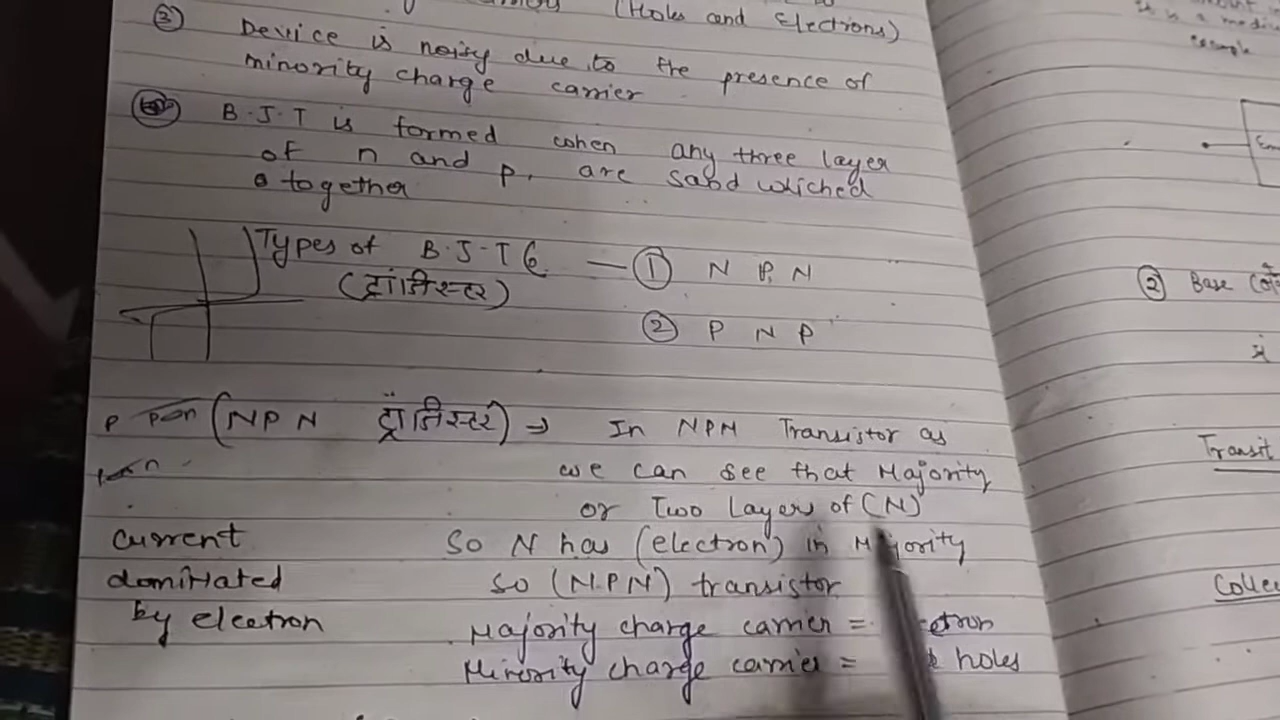 (Holes and Electrons)
③ Device is noisy due to the presence of
minority charge carrier
B.J.T is formed when any three layer
of n and p, are sandwiched
together
Types of B.J.T — ① N P N
(ट्रांजिस्टर)
② P N P
(NPN ट्रॉंजिस्टर) → In NPN Transistor as
we can see that Majority
or Two Layers of (N)
current So N has (electron) in Majority
dominated So (N.P.N) transistor
by electron Majority charge carrier =
Minority charge carrier = holes
② Base
Transit